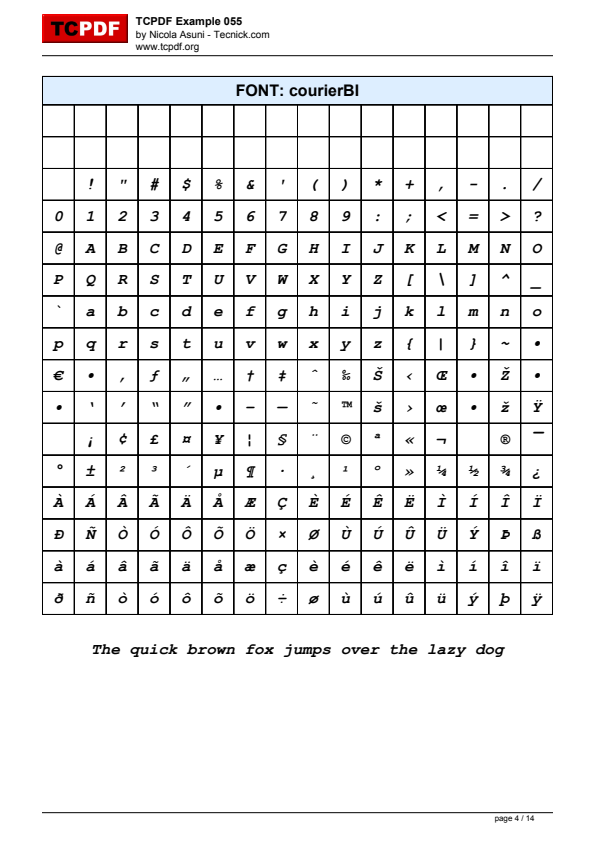 TCPDF
TCPDF Example 055
by Nicola Asuni - Tecnick.com
www.tcpdf.org
FONT: courierBI
! " # $ % & ' ( ) * + , - . /
0 1 2 3 4 5 6 7 8 9 : ; < = > ?
@ A B C D E F G H I J K L M N O
P Q R S T U V W X Y Z [ \ ] ^ _
` a b c d e f g h i j k l m n o
p q r s t u v w x y z { | } ~ •
€ • ‚ ƒ „ … † ‡ ˆ ‰ Š ‹ Œ • Ž •
• ‘ ’ “ ” • – — ˜ ™ š › œ • ž Ÿ
¡ ¢ £ ¤ ¥ ¦ § ¨ © ª « ¬ ® ¯
° ± ² ³ ´ µ ¶ · ¸ ¹ º » ¼ ½ ¾ ¿
À Á Â Ã Ä Å Æ Ç È É Ê Ë Ì Í Î Ï
Ð Ñ Ò Ó Ô Õ Ö × Ø Ù Ú Û Ü Ý Þ ß
à á â ã ä å æ ç è é ê ë ì í î ï
ð ñ ò ó ô õ ö ÷ ø ù ú û ü ý þ ÿ
The quick brown fox jumps over the lazy dog
page 4 / 14